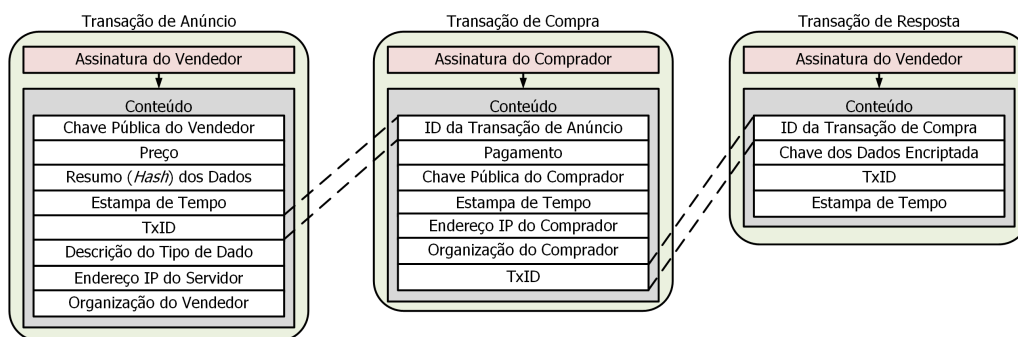 Transação de Anúncio
Assinatura do Vendedor
Conteúdo
Chave Pública do Vendedor
Preço
Resumo (Hash) dos Dados
Estampa de Tempo
TxID
Descrição do Tipo de Dado
Endereço IP do Servidor
Organização do Vendedor
Transação de Compra
Assinatura do Comprador
Conteúdo
ID da Transação de Anúncio
Pagamento
Chave Pública do Comprador
Estampa de Tempo
Endereço IP do Comprador
Organização do Comprador
TxID
Transação de Resposta
Assinatura do Vendedor
Conteúdo
ID da Transação de Compra
Chave dos Dados Encriptada
TxID
Estampa de Tempo